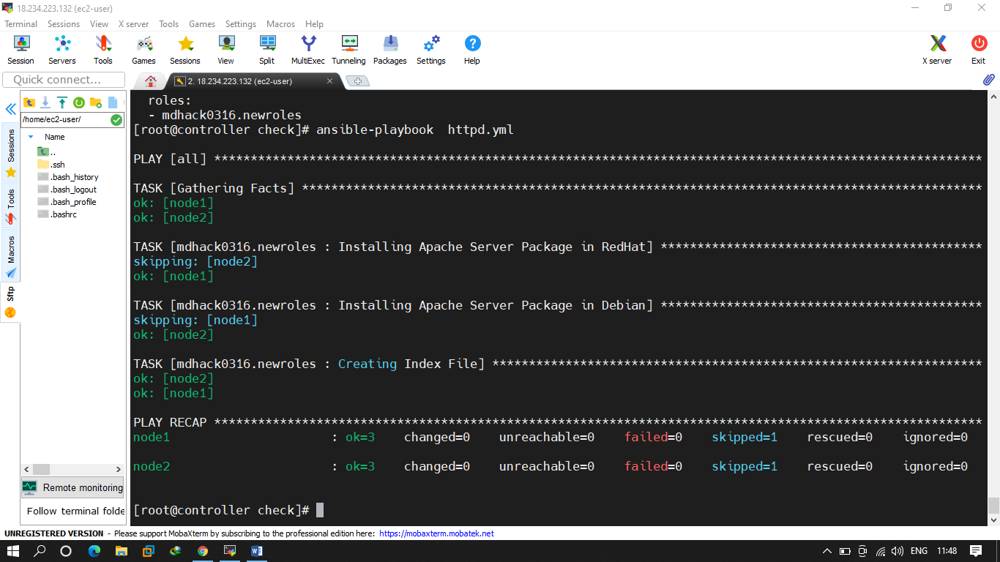 18.234.223.132 (ec2-user)
Terminal Sessions View X server Tools Games Settings Macros Help
Session Servers Tools Games Sessions View Split MultiExec Tunneling Packages Settings Help X server Exit
Quick connect...
2. 18.234.223.132 (ec2-user)
/home/ec2-user/
Name
..
.ssh
.bash_history
.bash_logout
.bash_profile
.bashrc
Sessions
Tools
Macros
Sftp
Remote monitoring
Follow terminal folde
roles:
- mdhack0316.newroles
[root@controller check]# ansible-playbook  httpd.yml
PLAY [all] *********************************************************************************************************
TASK [Gathering Facts] *********************************************************************************************
ok: [node1]
ok: [node2]
TASK [mdhack0316.newroles : Installing Apache Server Package in RedHat] ********************************************
skipping: [node2]
ok: [node1]
TASK [mdhack0316.newroles : Installing Apache Server Package in Debian] ********************************************
skipping: [node1]
ok: [node2]
TASK [mdhack0316.newroles : Creating Index File] *******************************************************************
ok: [node2]
ok: [node1]
PLAY RECAP *********************************************************************************************************
node1 : ok=3 changed=0 unreachable=0 failed=0 skipped=1 rescued=0 ignored=0
node2 : ok=3 changed=0 unreachable=0 failed=0 skipped=1 rescued=0 ignored=0
[root@controller check]#
UNREGISTERED VERSION - Please support MobaXterm by subscribing to the professional edition here: https://mobaxterm.mobatek.net
ENG 11:48